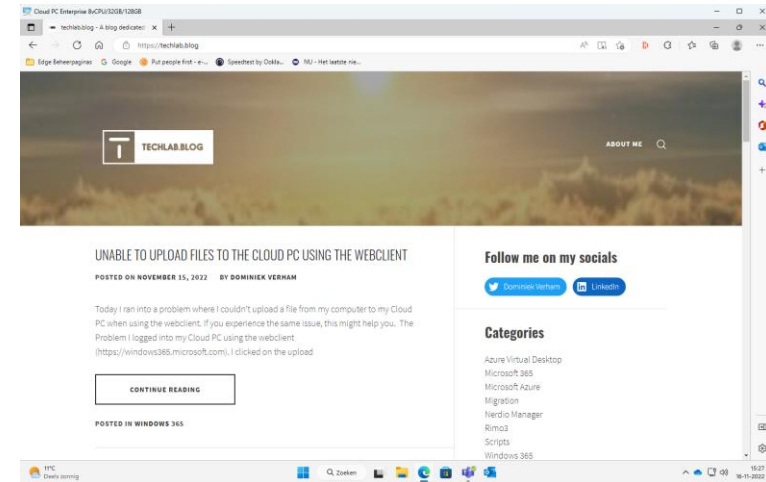 Cloud PC Enterprise 8vCPU/32GB/128GB
techlab.blog - A blog dedicated
https://techlab.blog
Edge Beheerpaginas
Google
Put people first - e-...
Speedtest by Ookla...
NU - Het laatste nie...
TECHLAB.BLOG
ABOUT ME
UNABLE TO UPLOAD FILES TO THE CLOUD PC USING THE WEBCLIENT
POSTED ON NOVEMBER 15, 2022 BY DOMINIEK VERHAM
Today I ran into a problem where I couldn't upload a file from my computer to my Cloud
PC when using the webclient. If you experience the same issue, this might help you. The
Problem I logged into my Cloud PC using the webclient
(https://windows365.microsoft.com). I clicked on the upload
CONTINUE READING
POSTED IN WINDOWS 365
Follow me on my socials
Dominiek Verham
LinkedIn
Categories
Azure Virtual Desktop
Microsoft 365
Microsoft Azure
Migration
Nerdio Manager
Rimo3
Scripts
Windows 365
11°C
Deels zonnig
Zoeken
15:27
16-11-2022